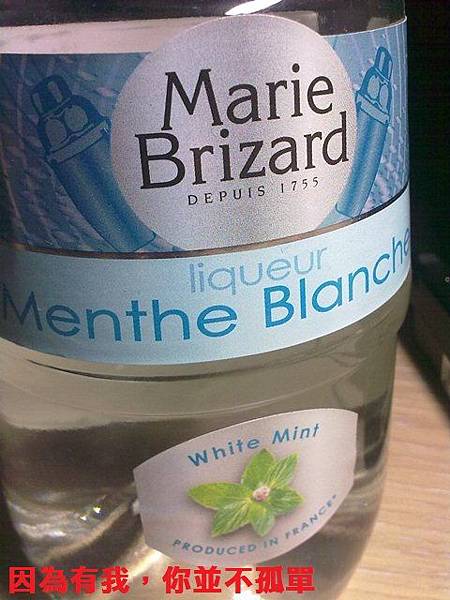 Marie
Brizard
DEPUIS 1755
liqueur
Menthe Blanche
White Mint
PRODUCED IN FRANCE
因為有我，你並不孤單